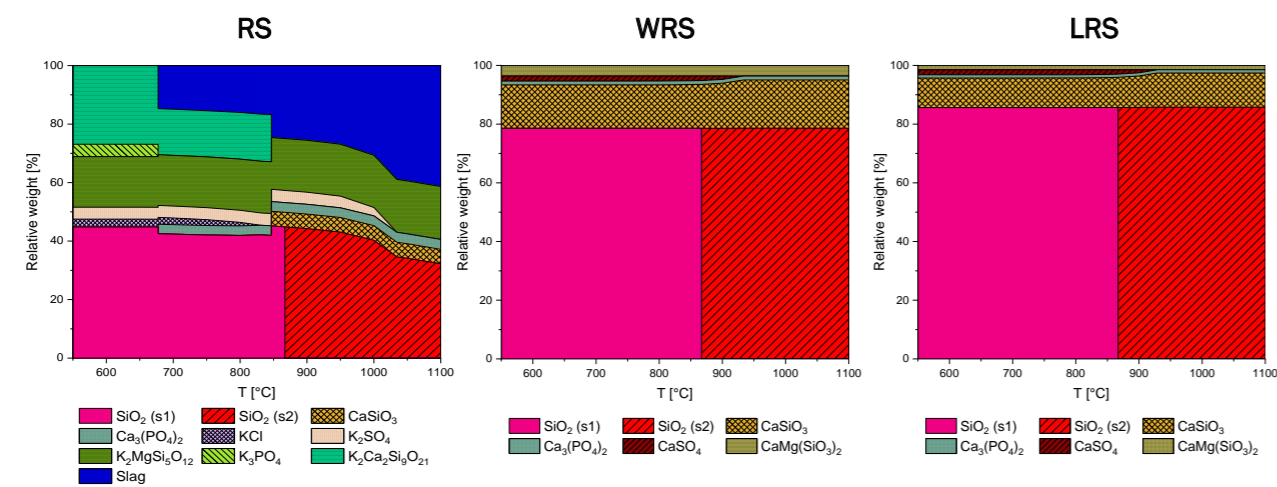 RS
WRS
LRS
Relative weight [%]
100
80
60
40
20
0
600 700 800 900 1000 1100
T [°C]
SiO₂ (s1) SiO₂ (s2) CaSiO₃
Ca₃(PO₄)₂ KCl K₂SO₄
K₂MgSi₅O₁₂ K₃PO₄ K₂Ca₂Si₉O₂₁
Slag
Relative weight [%]
100
80
60
40
20
0
600 700 800 900 1000 1100
T [°C]
SiO₂ (s1) SiO₂ (s2) CaSiO₃
Ca₃(PO₄)₂ CaSO₄ CaMg(SiO₃)₂
Relative weight [%]
100
80
60
40
20
0
600 700 800 900 1000 1100
T [°C]
SiO₂ (s1) SiO₂ (s2) CaSiO₃
Ca₃(PO₄)₂ CaSO₄ CaMg(SiO₃)₂